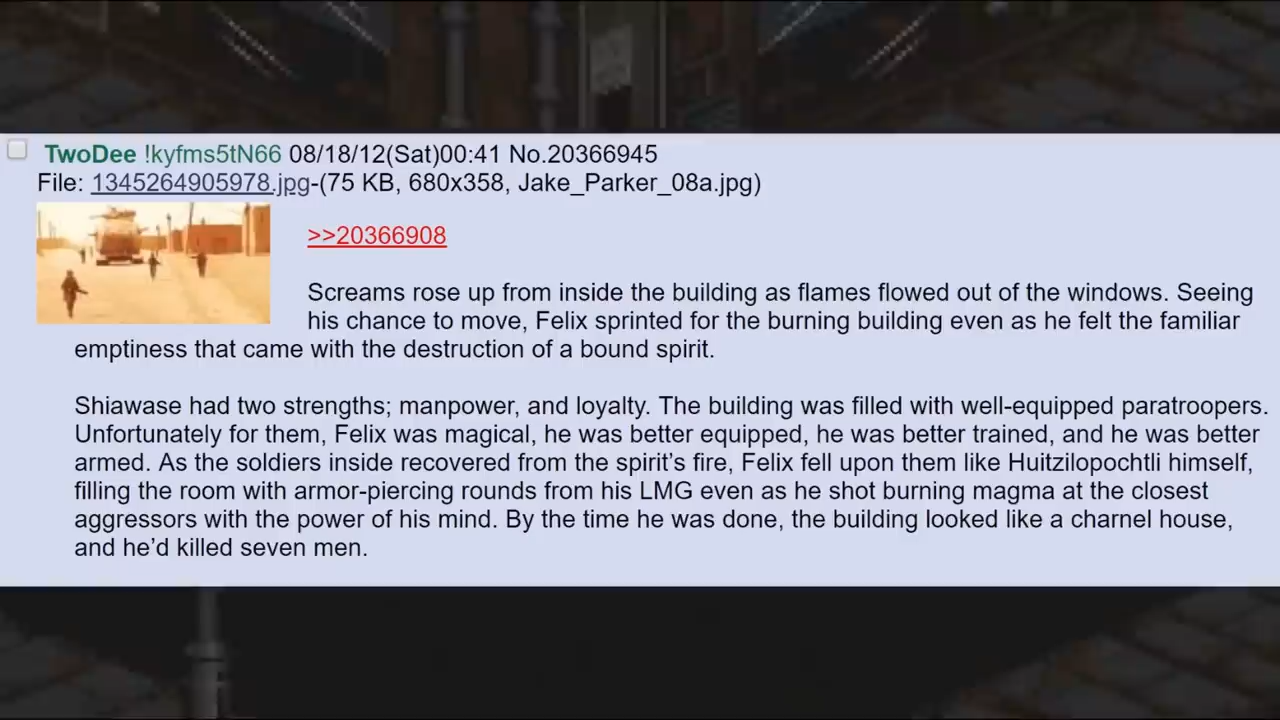 TwoDee !kyfms5tN66 08/18/12(Sat)00:41 No.20366945
File: 1345264905978.jpg-(75 KB, 680x358, Jake_Parker_08a.jpg)
>>20366908
Screams rose up from inside the building as flames flowed out of the windows. Seeing
his chance to move, Felix sprinted for the burning building even as he felt the familiar
emptiness that came with the destruction of a bound spirit.
Shiawase had two strengths; manpower, and loyalty. The building was filled with well-equipped paratroopers.
Unfortunately for them, Felix was magical, he was better equipped, he was better trained, and he was better
armed. As the soldiers inside recovered from the spirit’s fire, Felix fell upon them like Huitzilopochtli himself,
filling the room with armor-piercing rounds from his LMG even as he shot burning magma at the closest
aggressors with the power of his mind. By the time he was done, the building looked like a charnel house,
and he’d killed seven men.